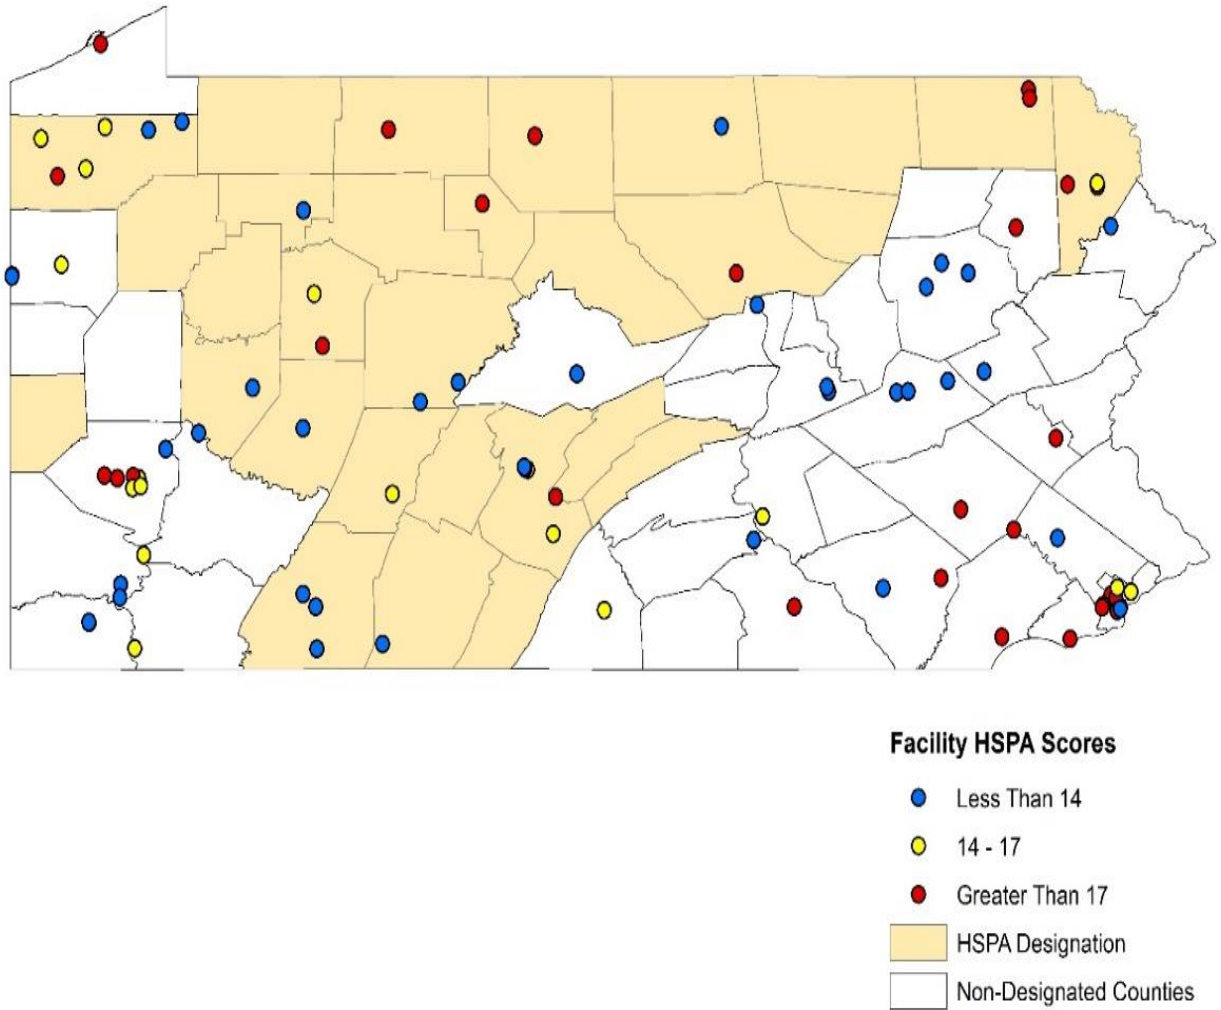 Facility HSPA Scores
Less Than 14
14 - 17
Greater Than 17
HSPA Designation
Non-Designated Counties